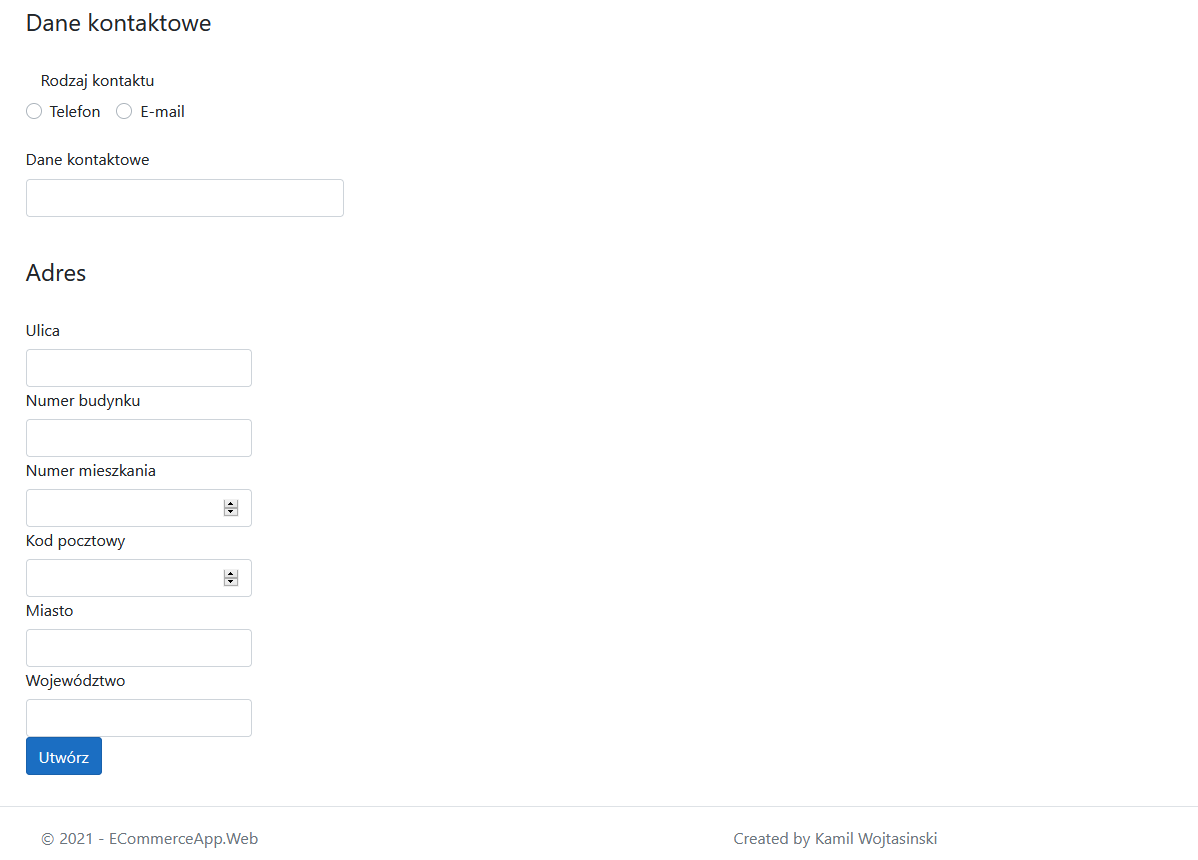 Dane kontaktowe
Rodzaj kontaktu
Telefon E-mail
Dane kontaktowe
Adres
Ulica
Numer budynku
Numer mieszkania
Kod pocztowy
Miasto
Województwo
Utwórz
© 2021 - ECommerceApp.Web Created by Kamil Wojtasinski